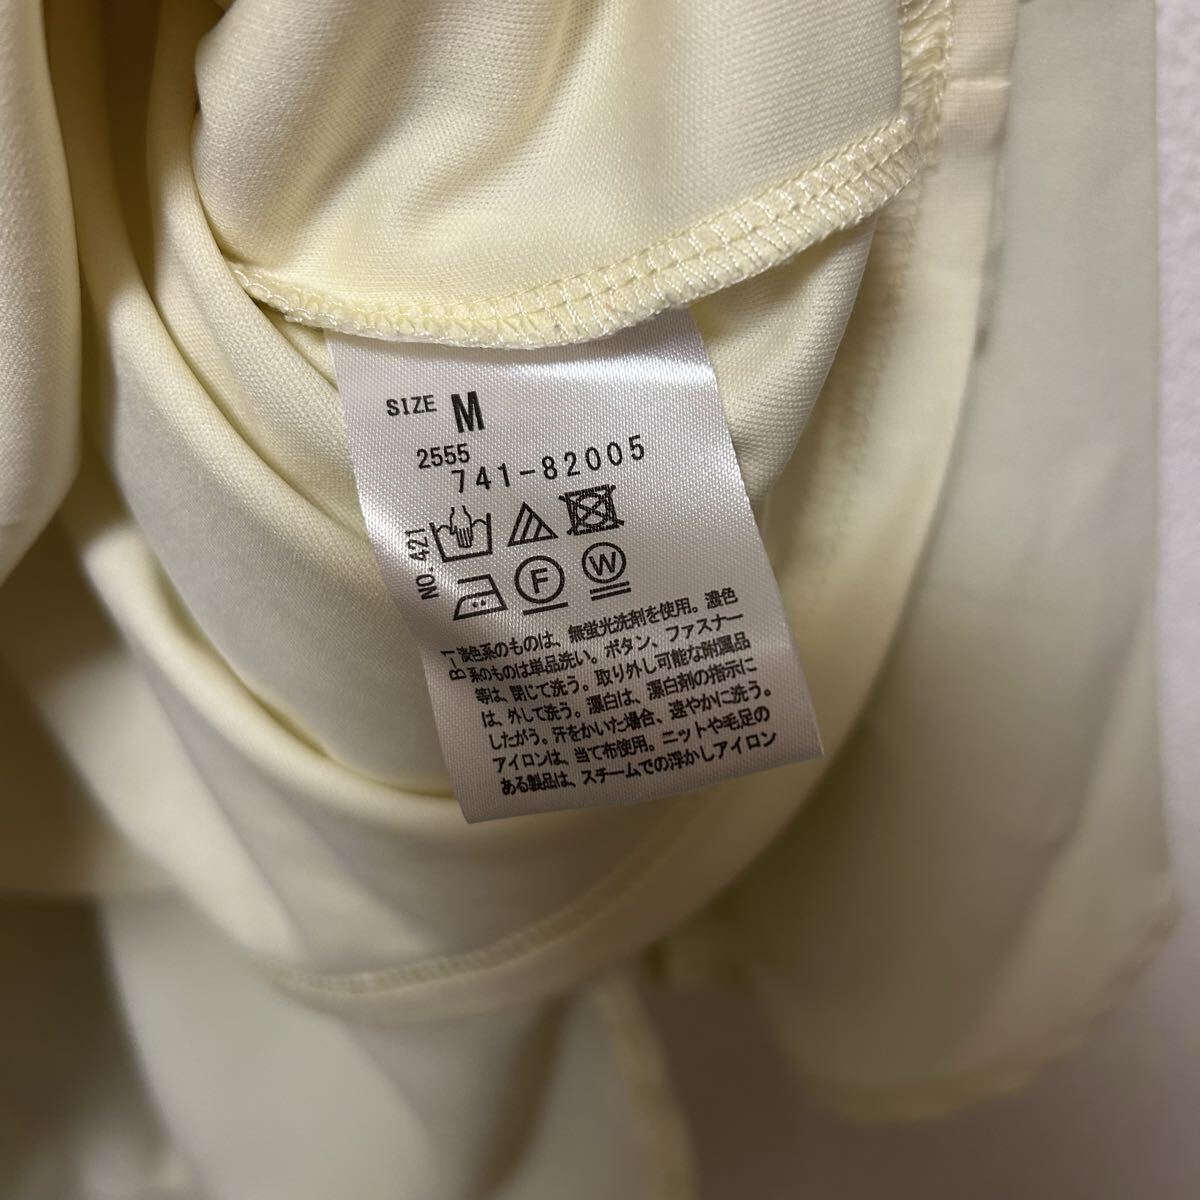 SIZE M
2555
741-82005
NO.421
F W
B-1
淡色系のものは、無蛍光洗剤を使用。濃色
系のものは単品洗い。ボタン、ファスナー
等は、閉じて洗う。取り外し可能な附属品
は、外して洗う。漂白は、漂白剤の指示に
したがう。汗をかいた場合、速やかに洗う。
アイロンは、当て布使用。ニットや毛足の
ある製品は、スチームでの浮かしアイロン